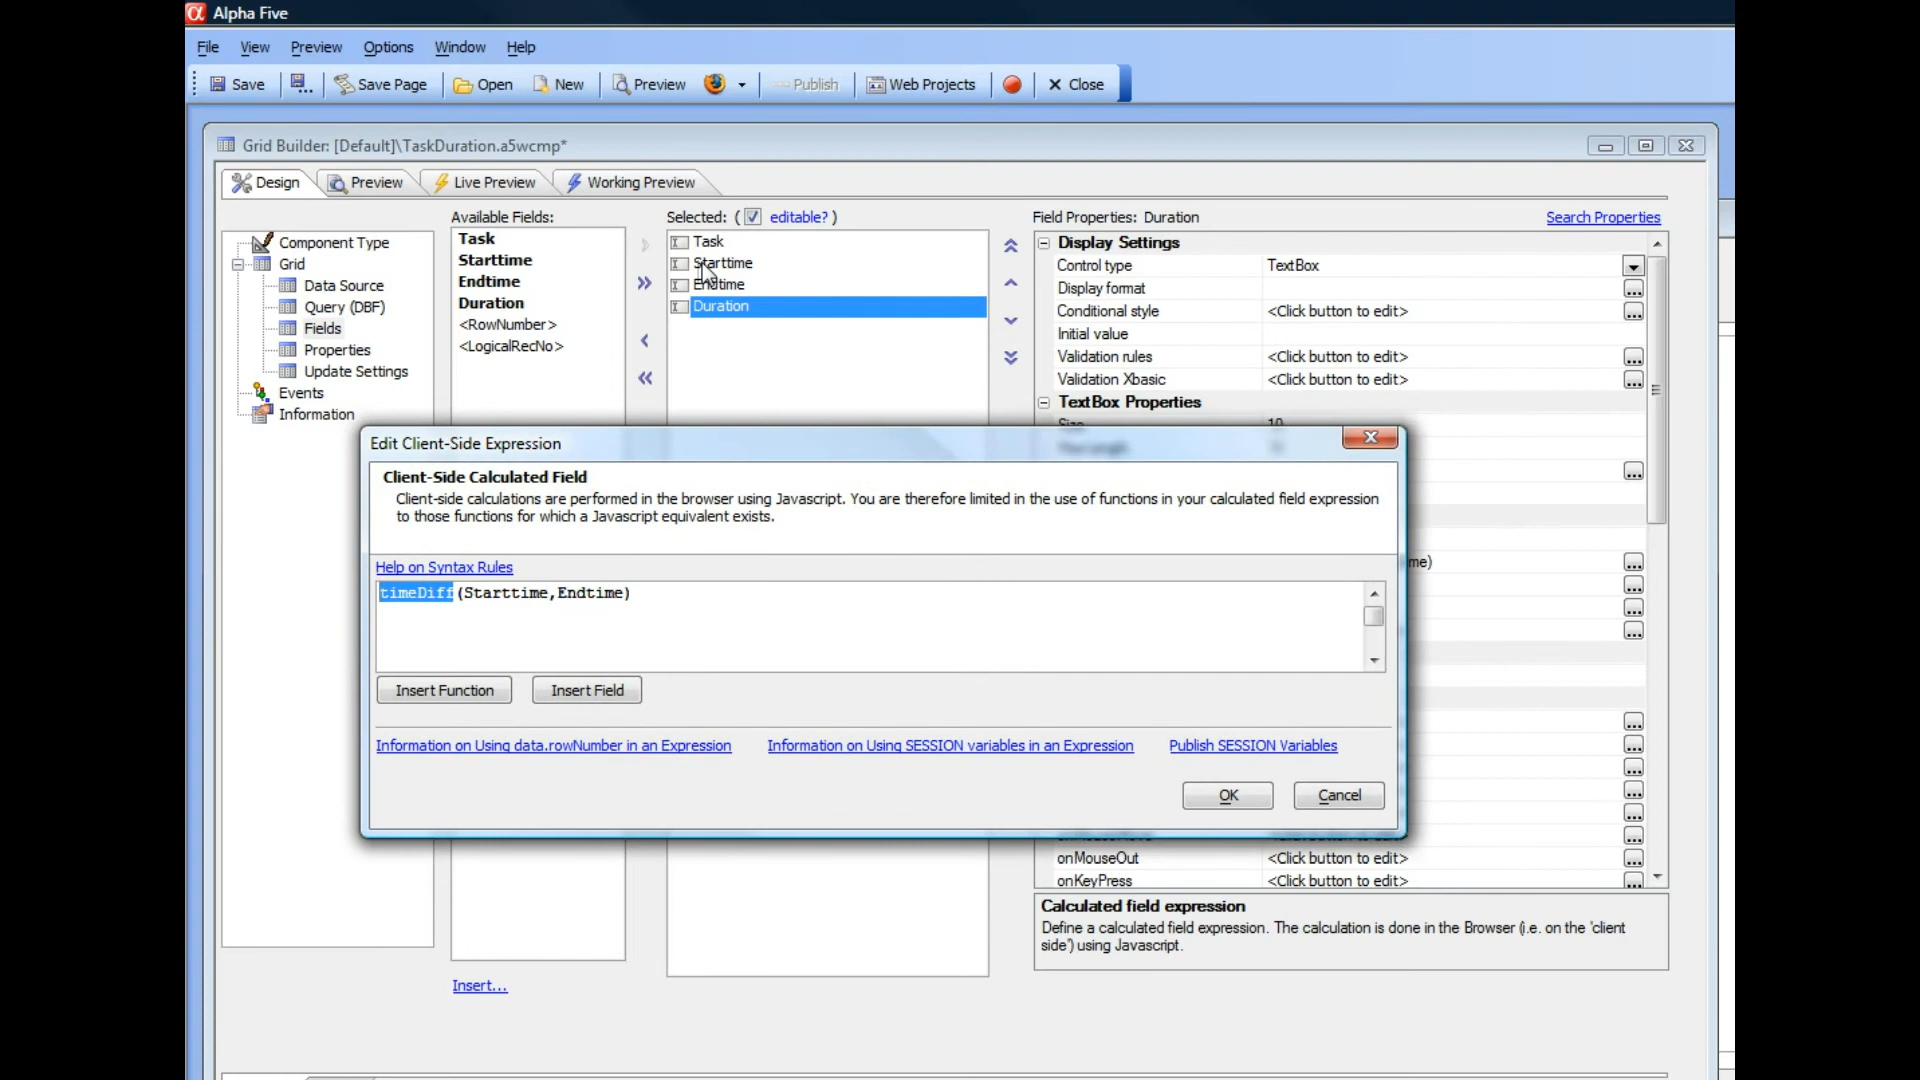 Alpha Five
File View Preview Options Window Help
Save Save Page Open New Preview Publish Web Projects Close
Grid Builder: [Default]\TaskDuration.a5wcmp*
Design Preview Live Preview Working Preview
Available Fields: Selected: ( editable? ) Field Properties: Duration Search Properties
Component Type
Grid
Data Source
Query (DBF)
Fields
Properties
Update Settings
Events
Information
Task
Starttime
Endtime
Duration
<RowNumber>
<LogicalRecNo>
Insert...
Task
Starttime
Endtime
Duration
Display Settings
Control type TextBox
Display format
Conditional style <Click button to edit>
Initial value
Validation rules <Click button to edit>
Validation Xbasic <Click button to edit>
TextBox Properties
Size 10
me)
Edit Client-Side Expression
Client-Side Calculated Field
Client-side calculations are performed in the browser using Javascript. You are therefore limited in the use of functions in your calculated field expression
to those functions for which a Javascript equivalent exists.
Help on Syntax Rules
timeDiff(Starttime,Endtime)
Insert Function Insert Field
Information on Using data.rowNumber in an Expression Information on Using SESSION variables in an Expression Publish SESSION Variables
OK Cancel
onMouseOut <Click button to edit>
onKeyPress <Click button to edit>
Calculated field expression
Define a calculated field expression. The calculation is done in the Browser (i.e. on the 'client
side') using Javascript.